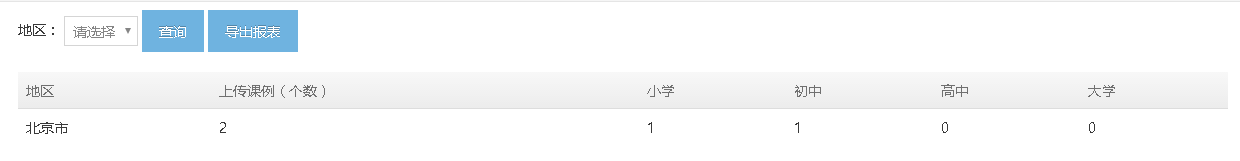 地区： 请选择 查询 导出报表
地区 上传课例（个数） 小学 初中 高中 大学
北京市 2 1 1 0 0